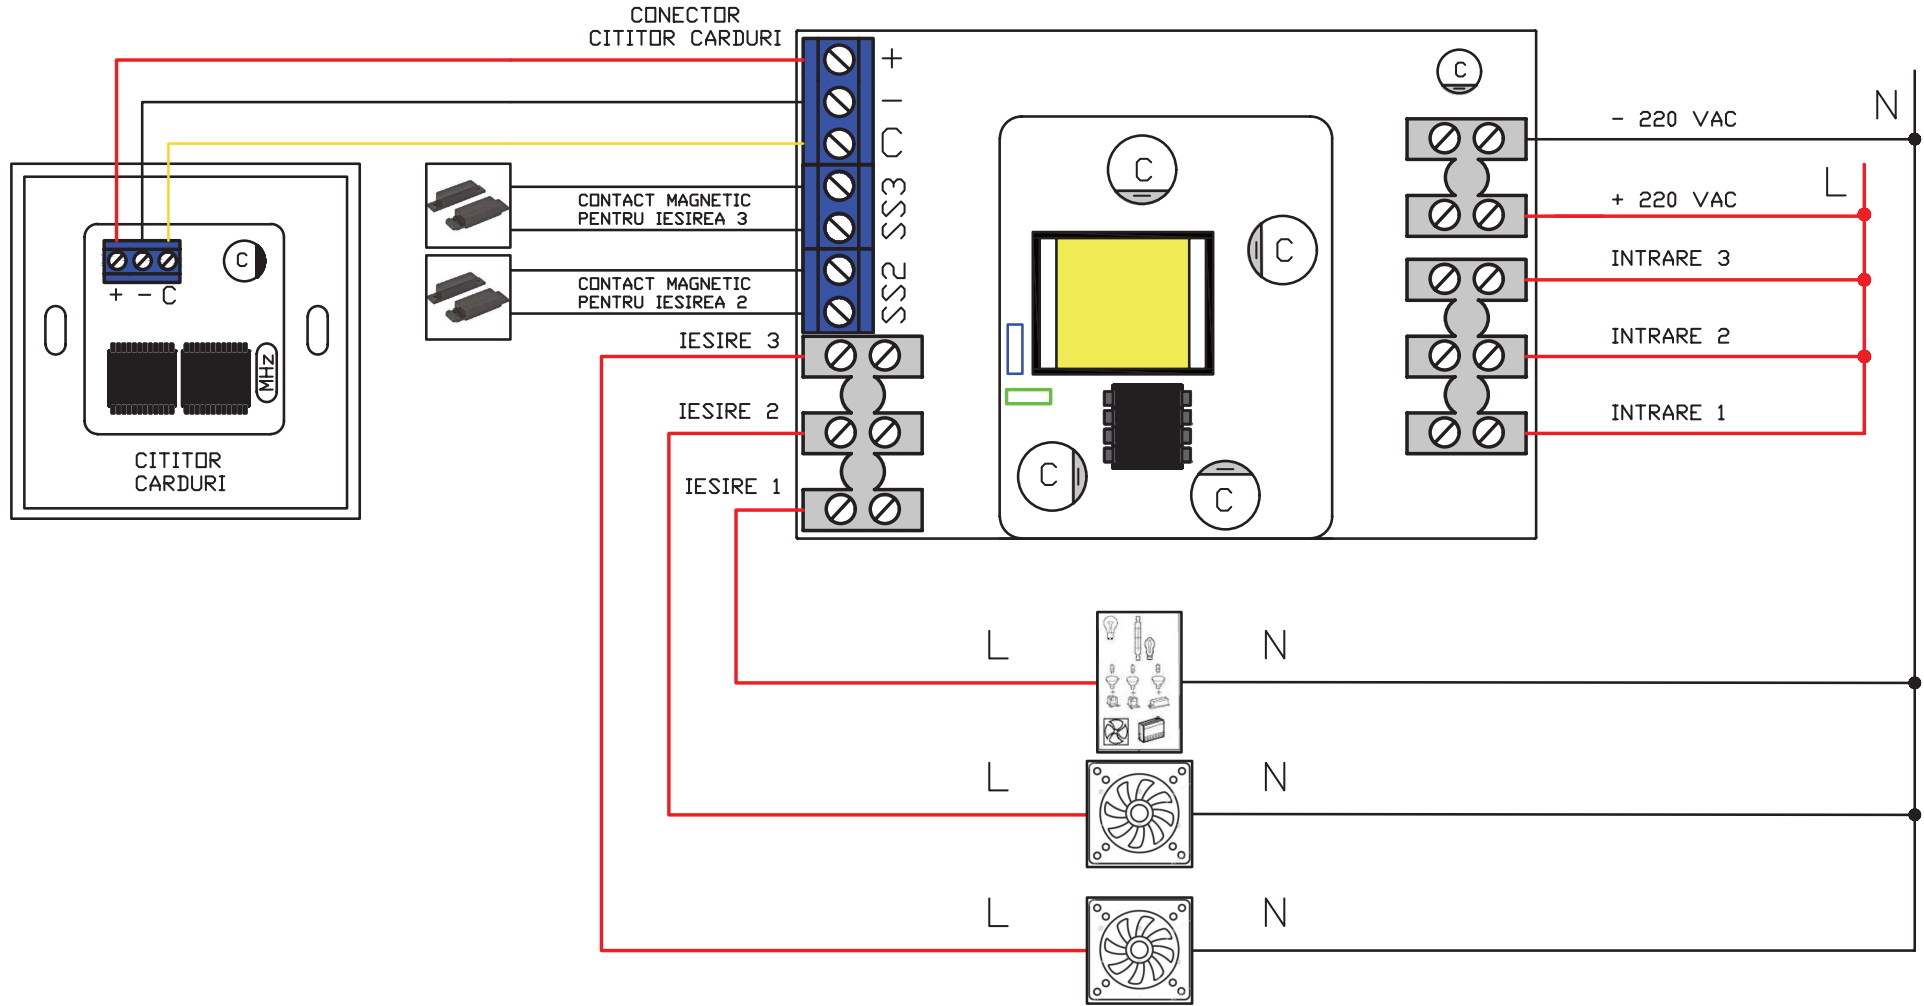 CONECTOR
CITITOR CARDURI
+
-
C
SS3
SS2
CONTACT MAGNETIC
PENTRU IESIREA 3
CONTACT MAGNETIC
PENTRU IESIREA 2
IESIRE 3
IESIRE 2
IESIRE 1
C
+ - C
MHz
CITITOR
CARDURI
C
C
C
C
C
N
- 220 VAC
L
+ 220 VAC
INTRARE 3
INTRARE 2
INTRARE 1
L N
L N
L N